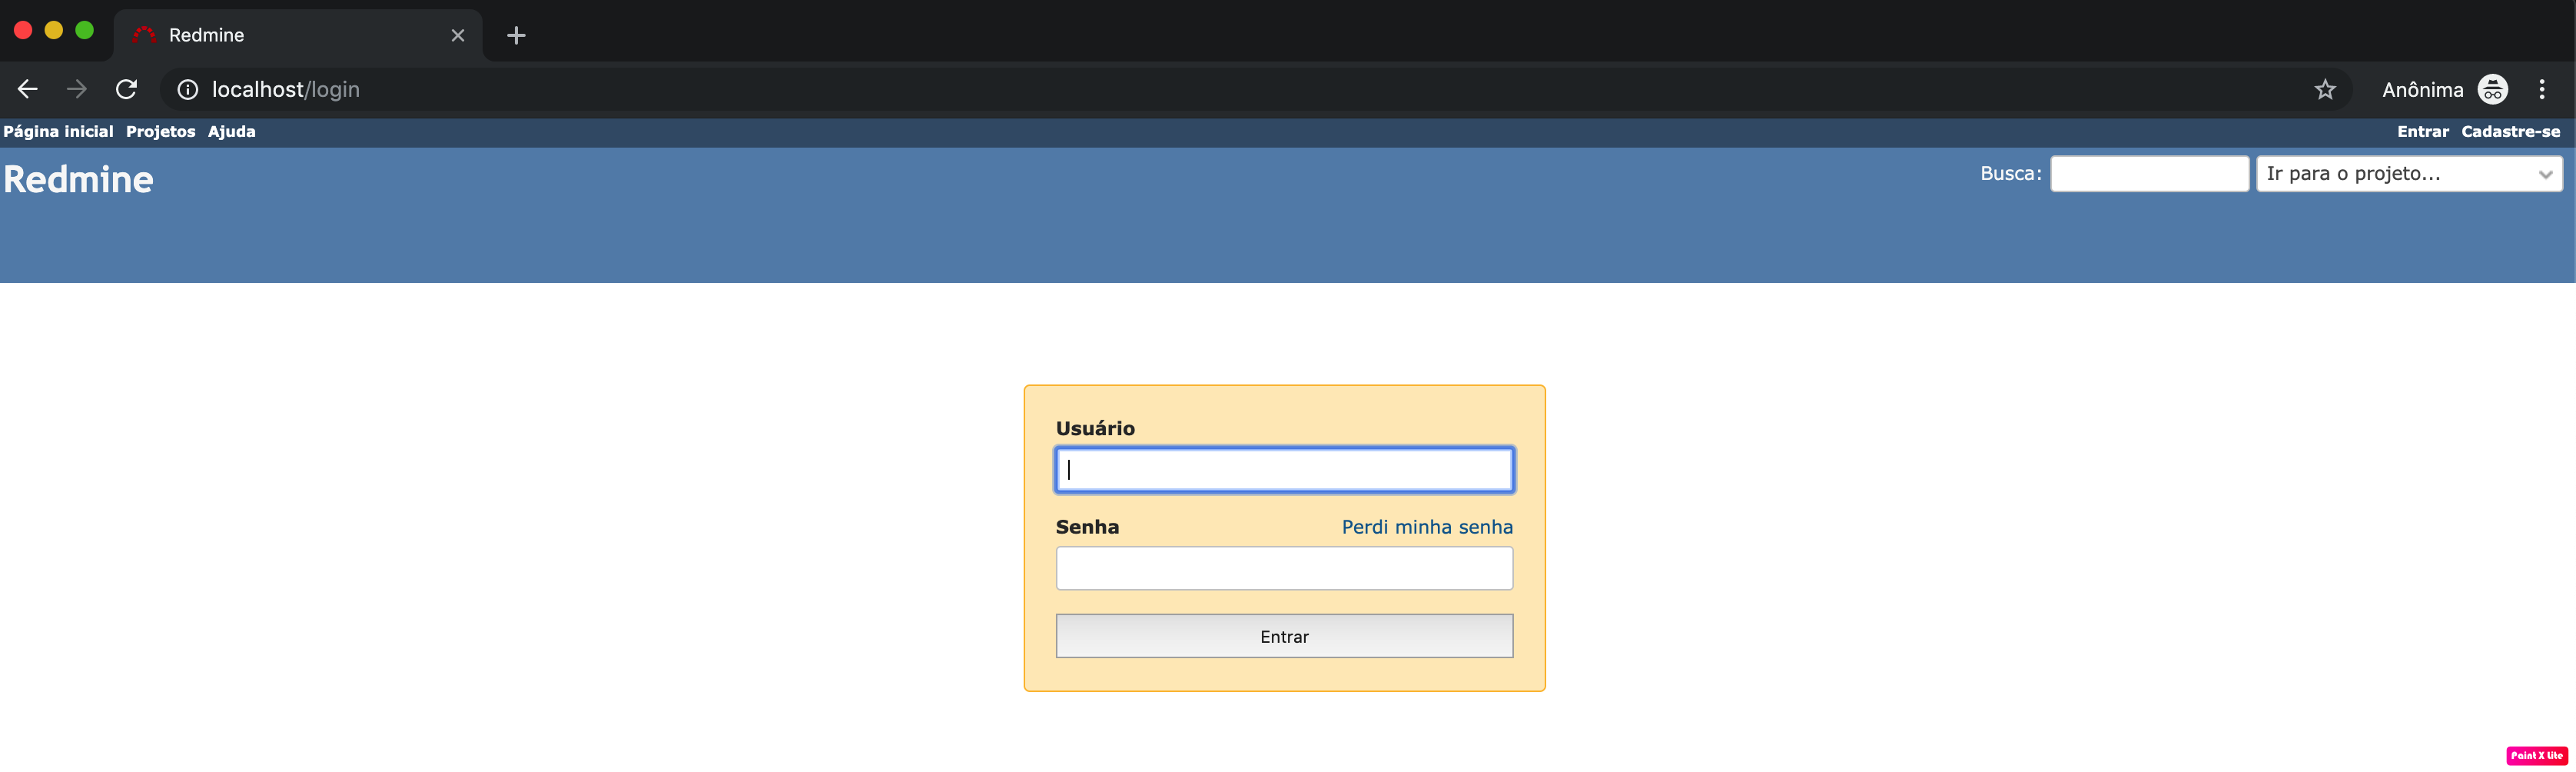 Redmine
localhost/login
Anônima
Página inicial Projetos Ajuda
Entrar Cadastre-se
Redmine
Busca:
Ir para o projeto...
Usuário
Senha
Perdi minha senha
Entrar
Paint X Lite